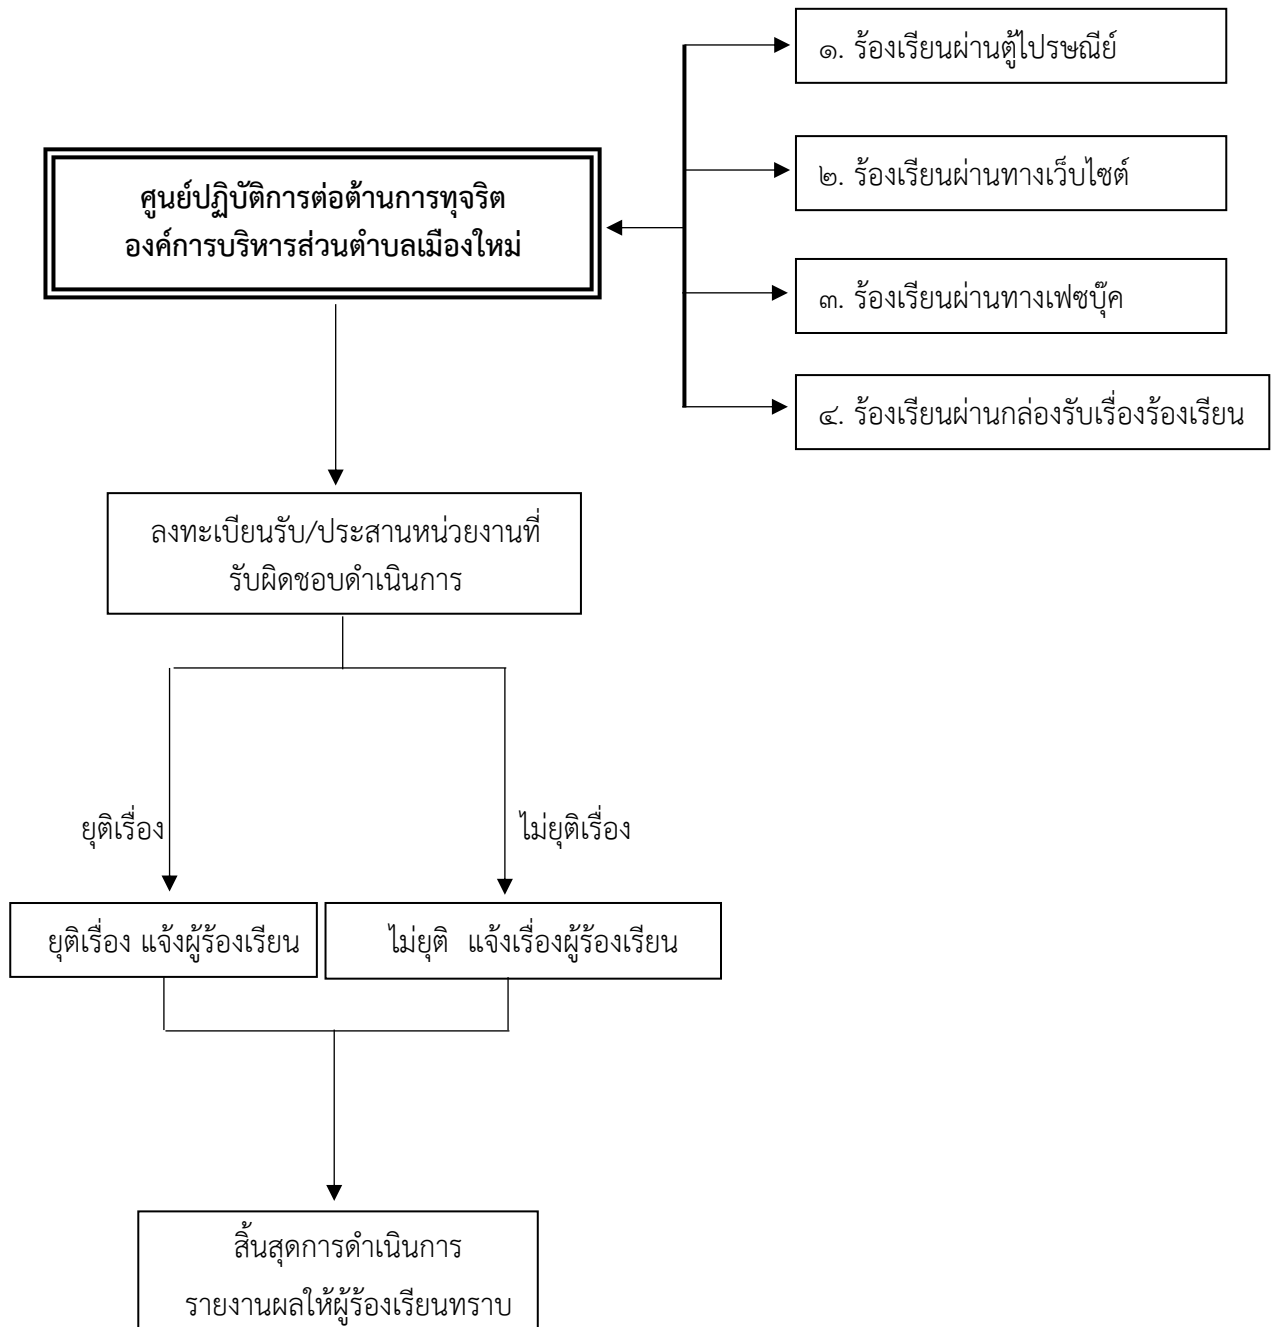 ๑. ร้องเรียนผ่านตู้ไปรษณีย์
๒. ร้องเรียนผ่านทางเว็บไซต์
ศูนย์ปฏิบัติการต่อต้านการทุจริต
องค์การบริหารส่วนตำบลเมืองใหม่
๓. ร้องเรียนผ่านทางเฟซบุ๊ค
๔. ร้องเรียนผ่านกล่องรับเรื่องร้องเรียน
ลงทะเบียนรับ/ประสานหน่วยงานที่
รับผิดชอบดำเนินการ
ยุติเรื่อง
ไม่ยุติเรื่อง
ยุติเรื่อง แจ้งผู้ร้องเรียน
ไม่ยุติ แจ้งเรื่องผู้ร้องเรียน
สิ้นสุดการดำเนินการ
รายงานผลให้ผู้ร้องเรียนทราบ